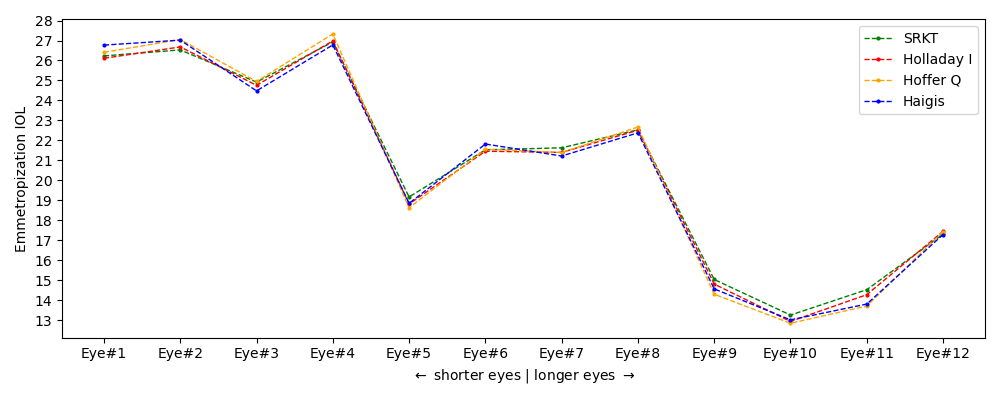 28
27
26
25
24
23
22
21
20
19
18
17
16
15
14
13
Emmetropization IOL
SRKT
Holladay I
Hoffer Q
Haigis
Eye#1 Eye#2 Eye#3 Eye#4 Eye#5 Eye#6 Eye#7 Eye#8 Eye#9 Eye#10 Eye#11 Eye#12
← shorter eyes | longer eyes →